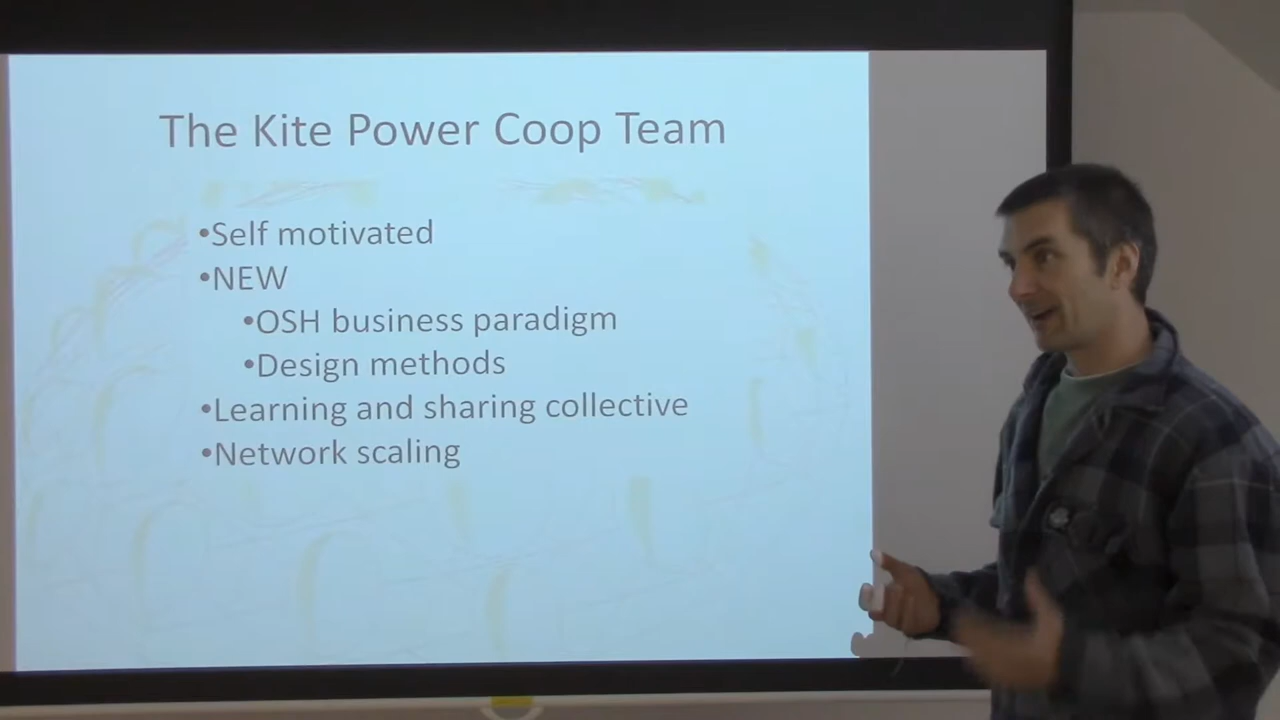 The Kite Power Coop Team
•Self motivated
•NEW
•OSH business paradigm
•Design methods
•Learning and sharing collective
•Network scaling